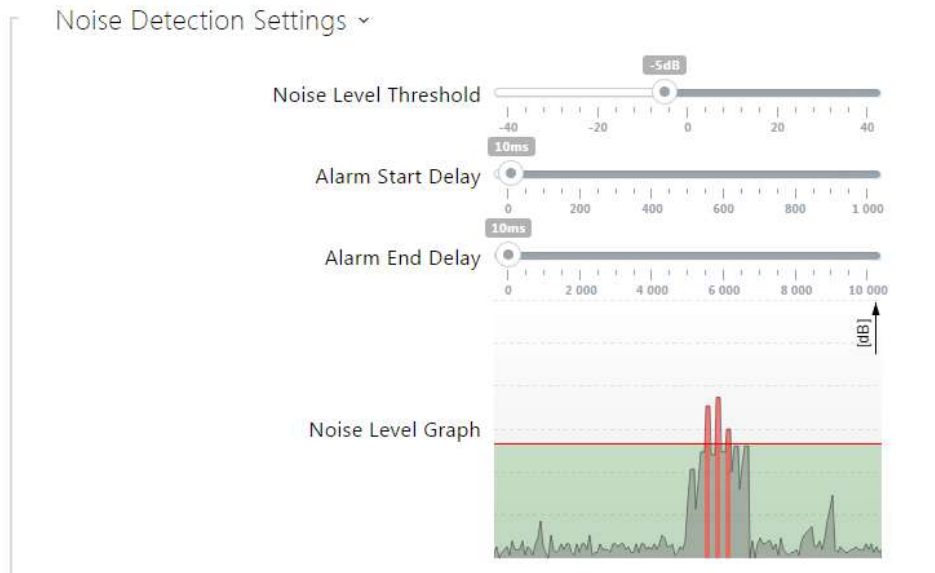 Noise Detection Settings
-5dB
Noise Level Threshold
-40 -20 0 20 40
10ms
Alarm Start Delay
0 200 400 600 800 1 000
10ms
Alarm End Delay
0 2 000 4 000 6 000 8 000 10 000
[dB]
Noise Level Graph